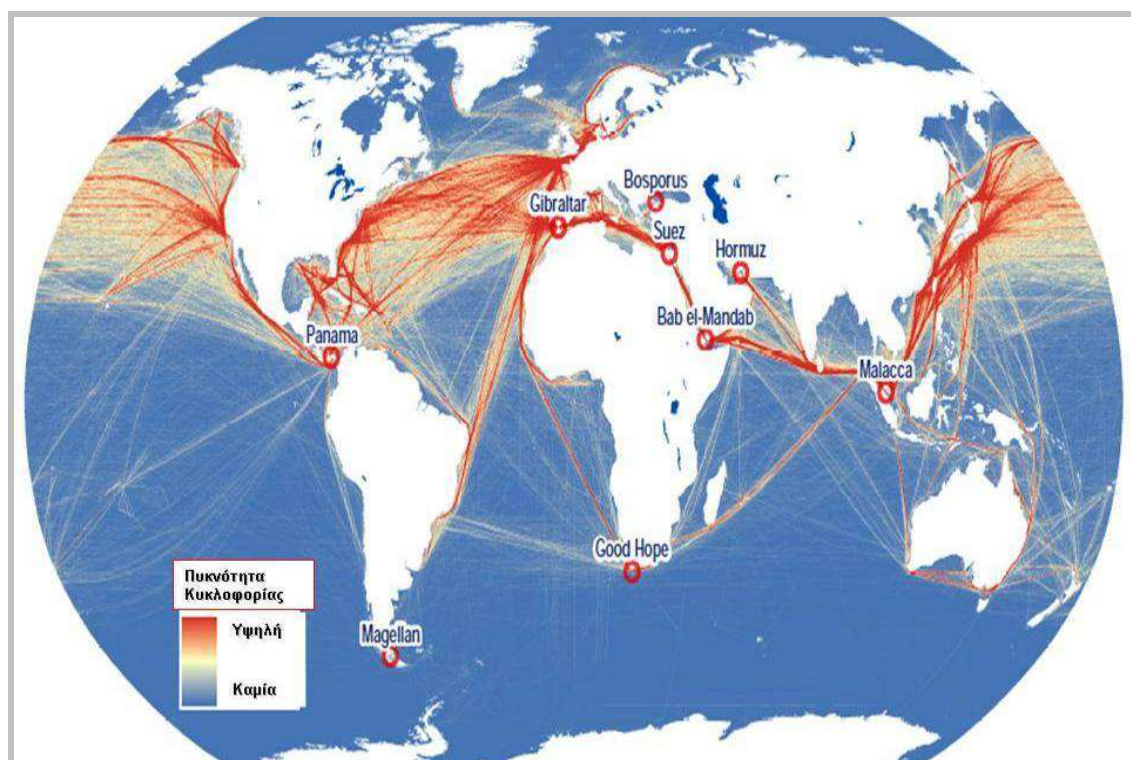 Bosporus
Gibraltar
Suez
Hormuz
Bab el-Mandab
Panama
Malacca
Good Hope
Magellan
Πυκνότητα
Κυκλοφορίας
Υψηλή
Καμία